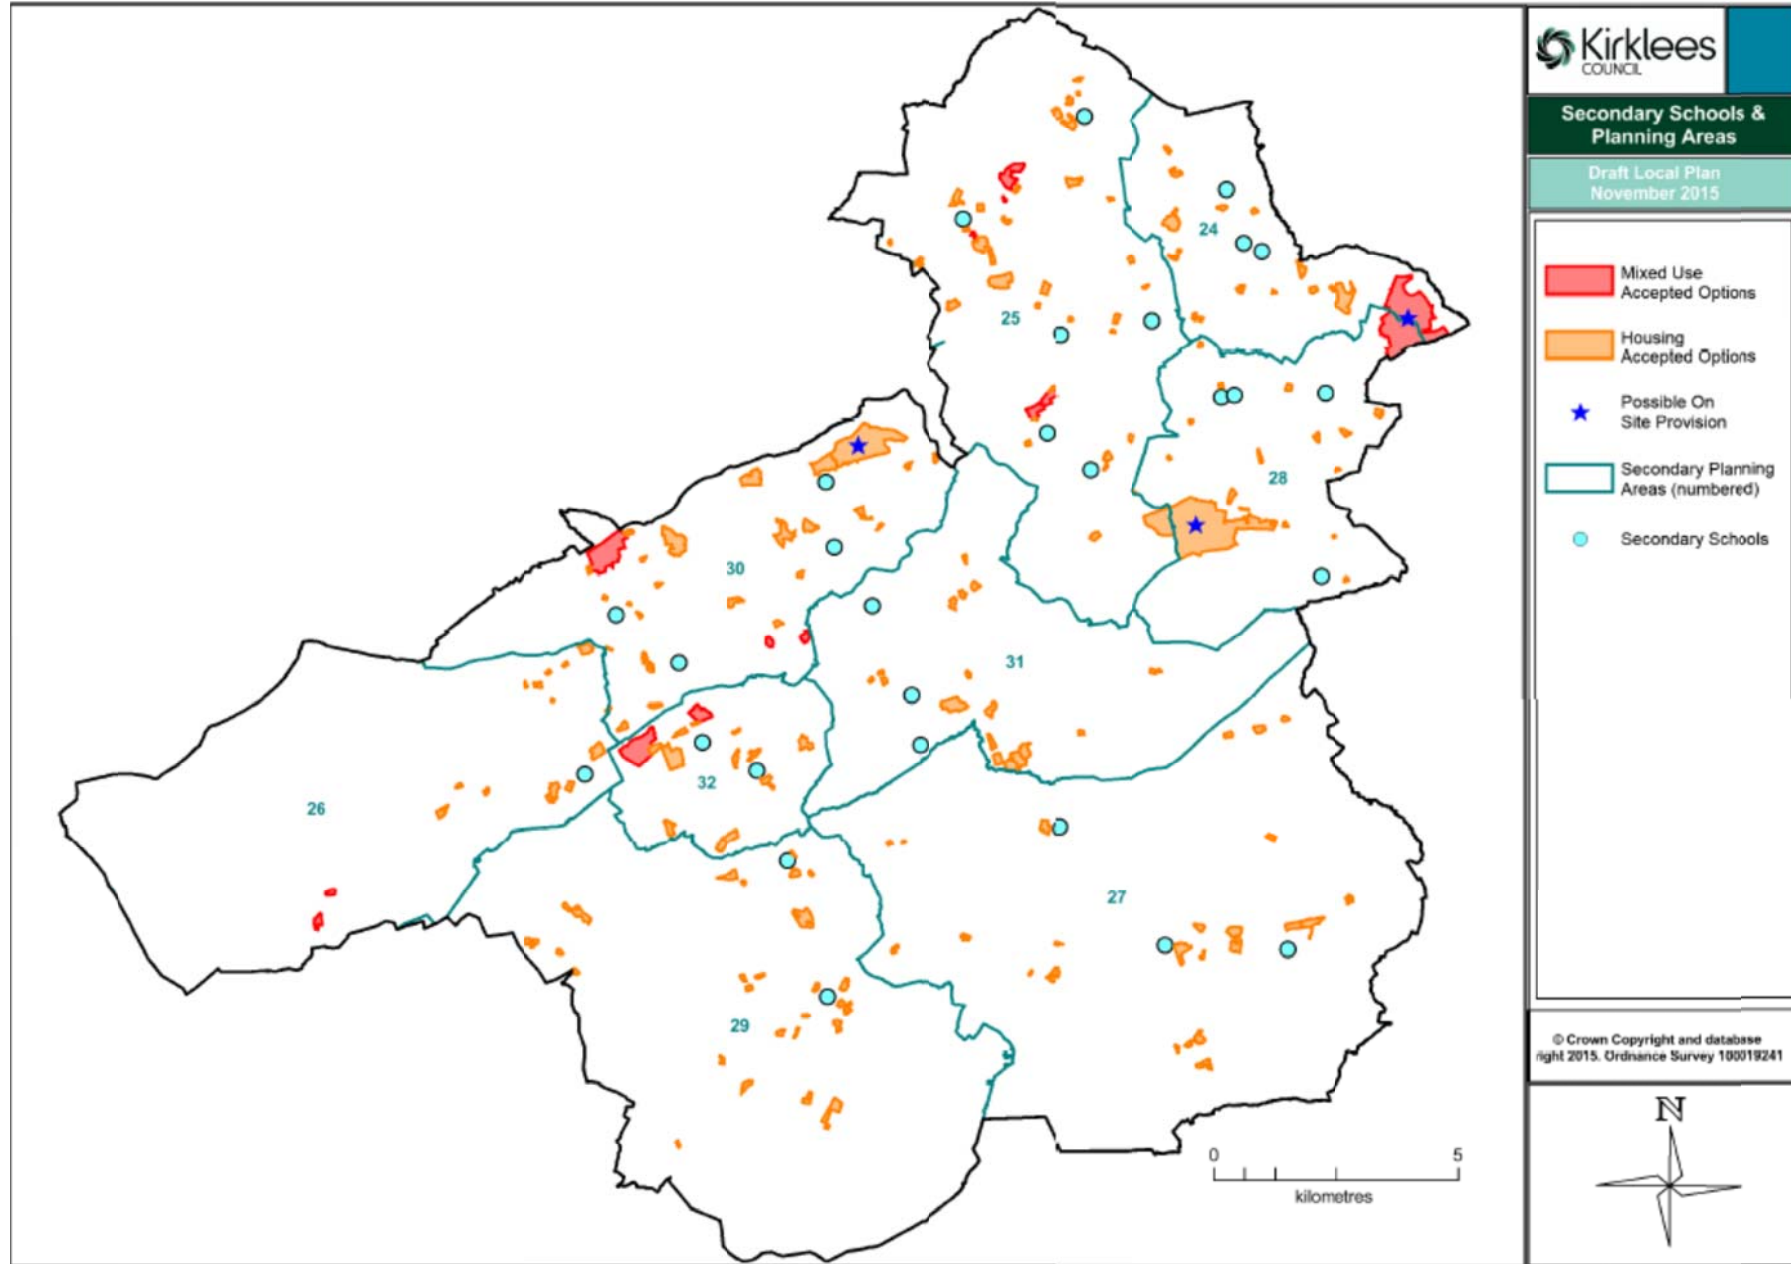 Kirklees
COUNCIL
Secondary Schools &
Planning Areas
Draft Local Plan
November 2015
Mixed Use
Accepted Options
Housing
Accepted Options
Possible On
Site Provision
Secondary Planning
Areas (numbered)
Secondary Schools
24
25
28
30
31
32
26
27
29
0 5
kilometres
© Crown Copyright and database
right 2015. Ordnance Survey 100019241
N